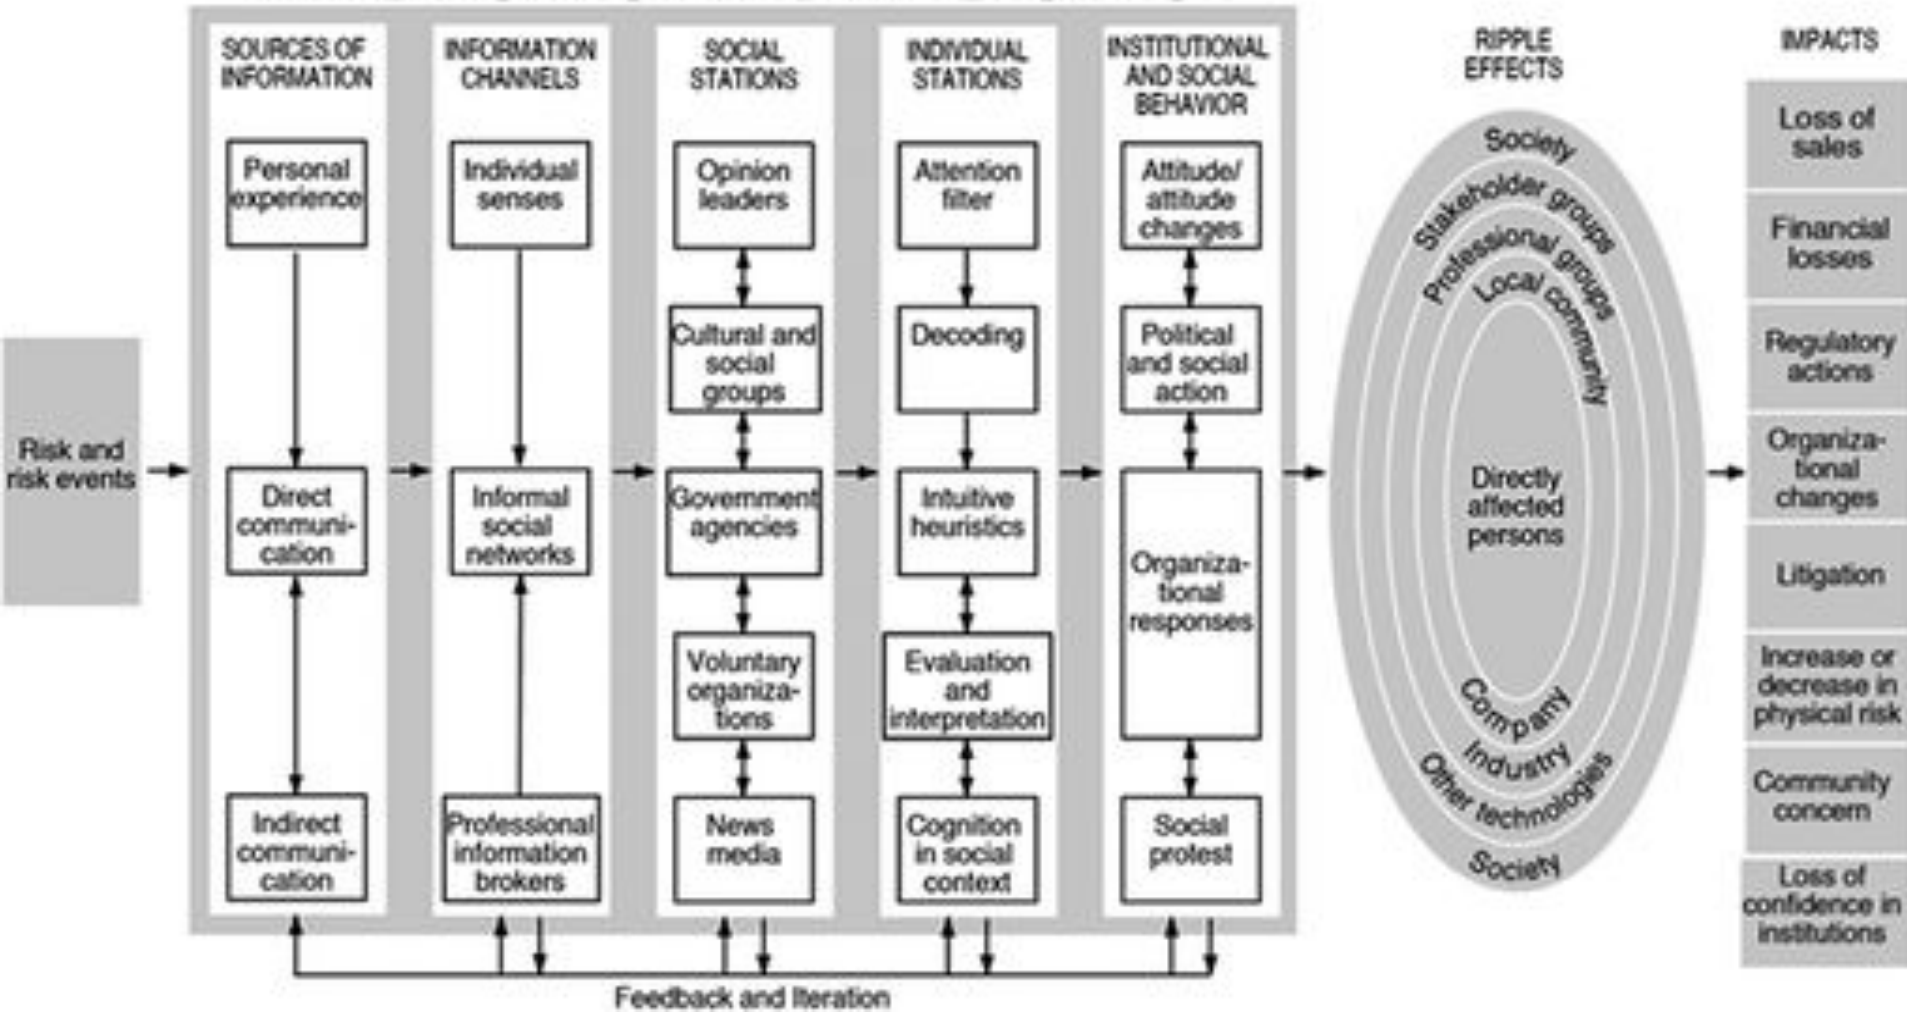 SOURCES OF
INFORMATION
Personal
experience
Direct
communi-
cation
Indirect
communi-
cation
INFORMATION
CHANNELS
Individual
senses
Informal
social
networks
Professional
information
brokers
SOCIAL
STATIONS
Opinion
leaders
Cultural and
social
groups
Government
agencies
Voluntary
organiza-
tions
News
media
INDIVIDUAL
STATIONS
Attention
filter
Decoding
Intuitive
heuristics
Evaluation
and
interpretation
Cognition
in social
context
INSTITUTIONAL
AND SOCIAL
BEHAVIOR
Attitude/
attitude
changes
Political
and social
action
Organiza-
tional
responses
Social
protest
Risk and
risk events
Feedback and Iteration
RIPPLE
EFFECTS
Society
Stakeholder groups
Professional groups
Local community
Directly
affected
persons
Company
Industry
Other technologies
Society
IMPACTS
Loss of
sales
Financial
losses
Regulatory
actions
Organiza-
tional
changes
Litigation
Increase or
decrease in
physical risk
Community
concern
Loss of
confidence in
institutions